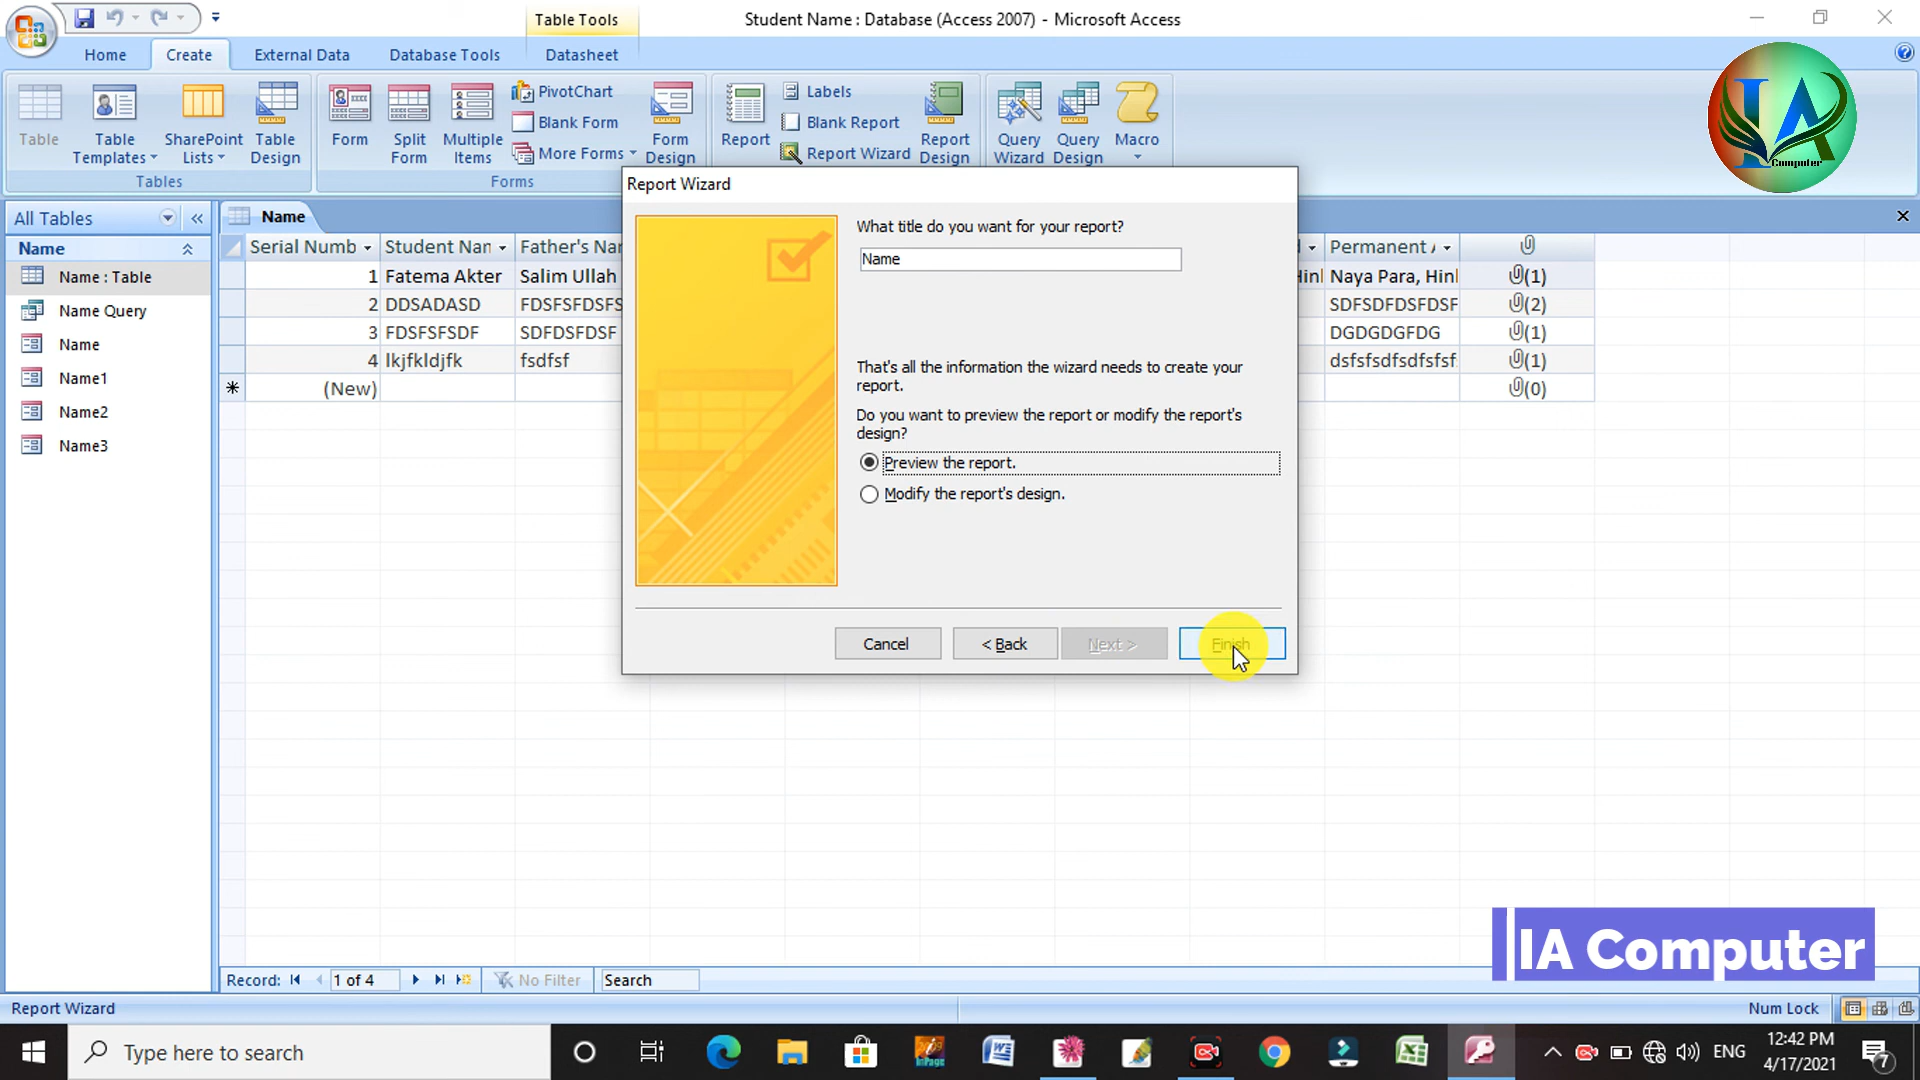 Table Tools
Student Name : Database (Access 2007) - Microsoft Access
Home
Create
External Data
Database Tools
Datasheet
Table
Table Templates
SharePoint Lists
Table Design
Tables
Form
Split Form
Multiple Items
PivotChart
Blank Form
More Forms
Form Design
Forms
Report
Labels
Blank Report
Report Wizard
Report Design
Query Wizard
Query Design
Macro
IA
Computer
All Tables
Name
Name : Table
Name Query
Name
Name1
Name2
Name3
Name
Serial Numb
Student Nan
Father's Nar
Permanent A
1 Fatema Akter Salim Ullah
Hinl Naya Para, Hinl (1)
2 DDSADASD FDSFSFDSFS
SDFSDFDSFDSF (2)
3 FDSFSFSDF SDFDSFDSF
DGDGDGFDG (1)
4 lkjfkldjfk fsdfsf
dsfsfsdfsdfsfsf (1)
(New)
(0)
Report Wizard
What title do you want for your report?
Name
That's all the information the wizard needs to create your
report.
Do you want to preview the report or modify the report's
design?
Preview the report.
Modify the report's design.
Cancel
< Back
Next >
Finish
IA Computer
Record:
1 of 4
No Filter
Search
Report Wizard
Num Lock
Type here to search
ENG
12:42 PM
4/17/2021
7